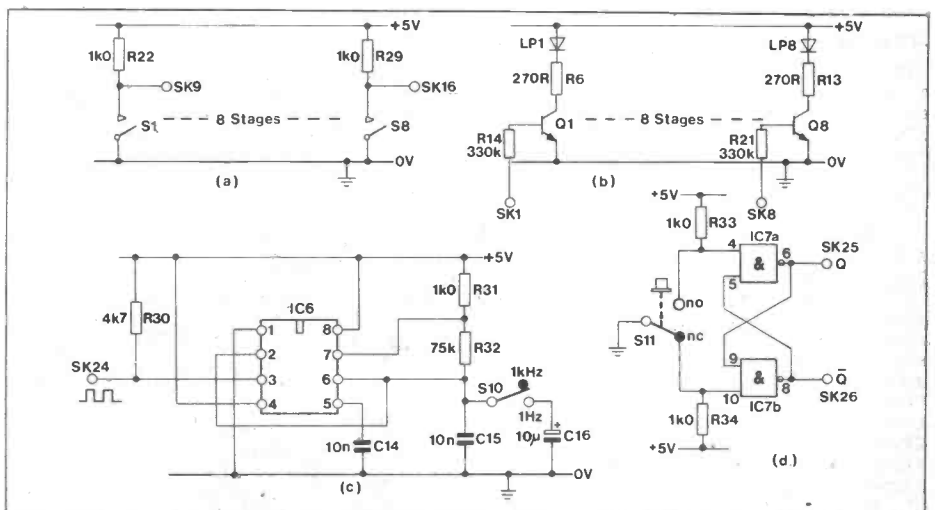 +5V
1k0 R22
1k0 R29
SK9
SK16
S1
8 Stages
S8
0V
(a)
+5V
LP1
LP8
270R R6
270R R13
Q1
8 Stages
Q8
R14
330k
R21
330k
0V
(b)
SK1
SK8
+5V
4k7 R30
IC6
1k0 R31
75k R32
SK24
1 8
2 7
3 6
4 5
S10
1kHz
1Hz
10n C14
10n C15
10µ + C16
0V
(c)
+5V
1k0 R33
IC7a
4
5
&
6
SK25
Q
no
S11
nc
9
10
&
8
Q̄
SK26
IC7b
1k0 R34
+5V
(d)